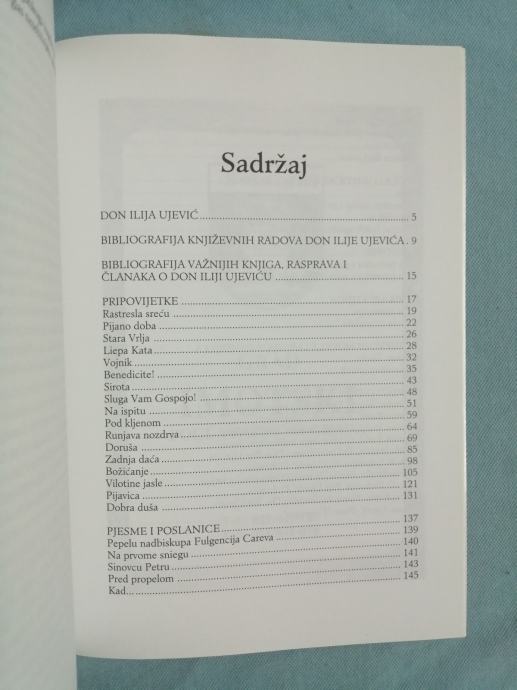 Sadržaj
DON ILIJA UJEVIĆ.......... 5
BIBLIOGRAFIJA KNJIŽEVNIH RADOVA DON ILIJE UJEVIĆA . 9
BIBLIOGRAFIJA VAŽNIJIH KNJIGA, RASPRAVA I
ČLANAKA O DON ILIJI UJEVIĆU .......... 15
PRIPOVIJETKE .......... 17
Rastresla sreću .......... 19
Pijano doba .......... 22
Stara Vrlja .......... 26
Liepa Kata .......... 28
Vojnik .......... 32
Benedicite! .......... 35
Sirota .......... 43
Sluga Vam Gospojo! .......... 48
Na ispitu .......... 51
Pod kljenom .......... 59
Runjava nozdrva .......... 64
Doruša .......... 69
Zadnja daća .......... 85
Božićanje .......... 98
Vilotine jasle .......... 105
Pijavica .......... 121
Dobra duša .......... 131
PJESME I POSLANICE .......... 137
Pepelu nadbiskupa Fulgencija Careva .......... 139
Na prvome sniegu .......... 140
Sinovcu Petru .......... 141
Pred propelom .......... 143
Kad... .......... 145